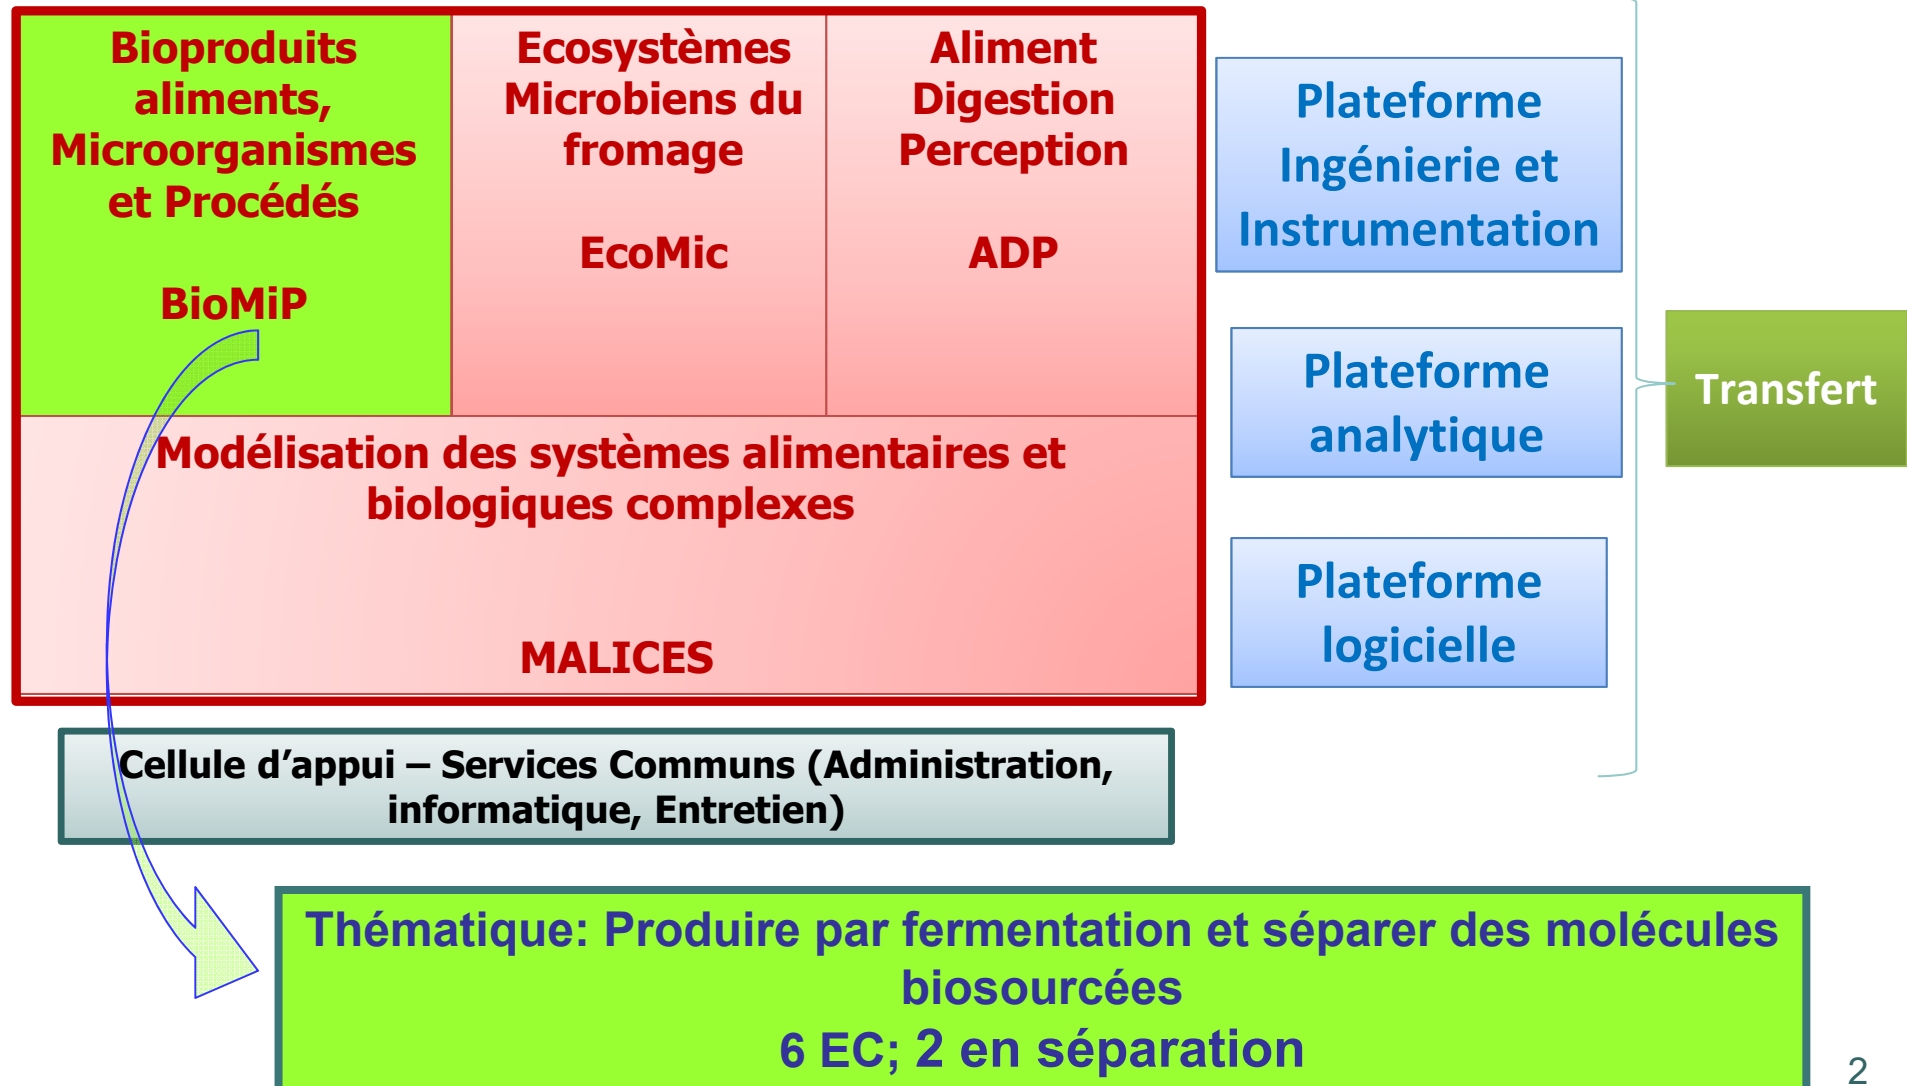 Bioproduits
aliments,
Microorganismes
et Procédés
BioMiP
Ecosystèmes
Microbiens du
fromage
EcoMic
Aliment
Digestion
Perception
ADP
Modélisation des systèmes alimentaires et
biologiques complexes
MALICES
Plateforme
Ingénierie et
Instrumentation
Plateforme
analytique
Plateforme
logicielle
Transfert
Cellule d’appui – Services Communs (Administration,
informatique, Entretien)
Thématique: Produire par fermentation et séparer des molécules
biosourcées
6 EC; 2 en séparation
2